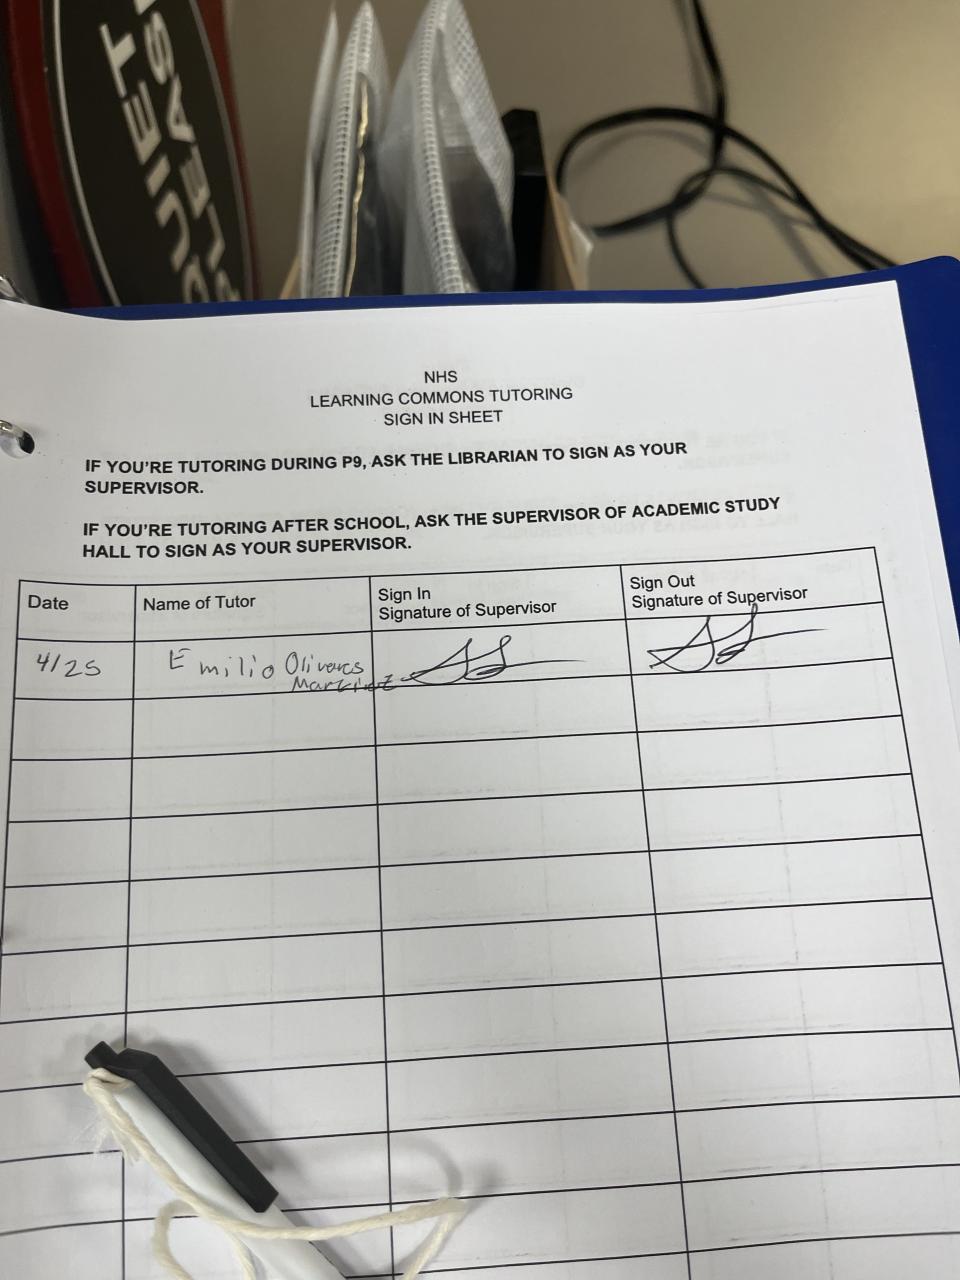 QUIET
PLEASE
NHS
LEARNING COMMONS TUTORING
SIGN IN SHEET
IF YOU'RE TUTORING DURING P9, ASK THE LIBRARIAN TO SIGN AS YOUR
SUPERVISOR.
IF YOU'RE TUTORING AFTER SCHOOL, ASK THE SUPERVISOR OF ACADEMIC STUDY
HALL TO SIGN AS YOUR SUPERVISOR.
Date
Name of Tutor
Sign In
Signature of Supervisor
Sign Out
Signature of Supervisor
4/25
Emilio Olivares
Martinez